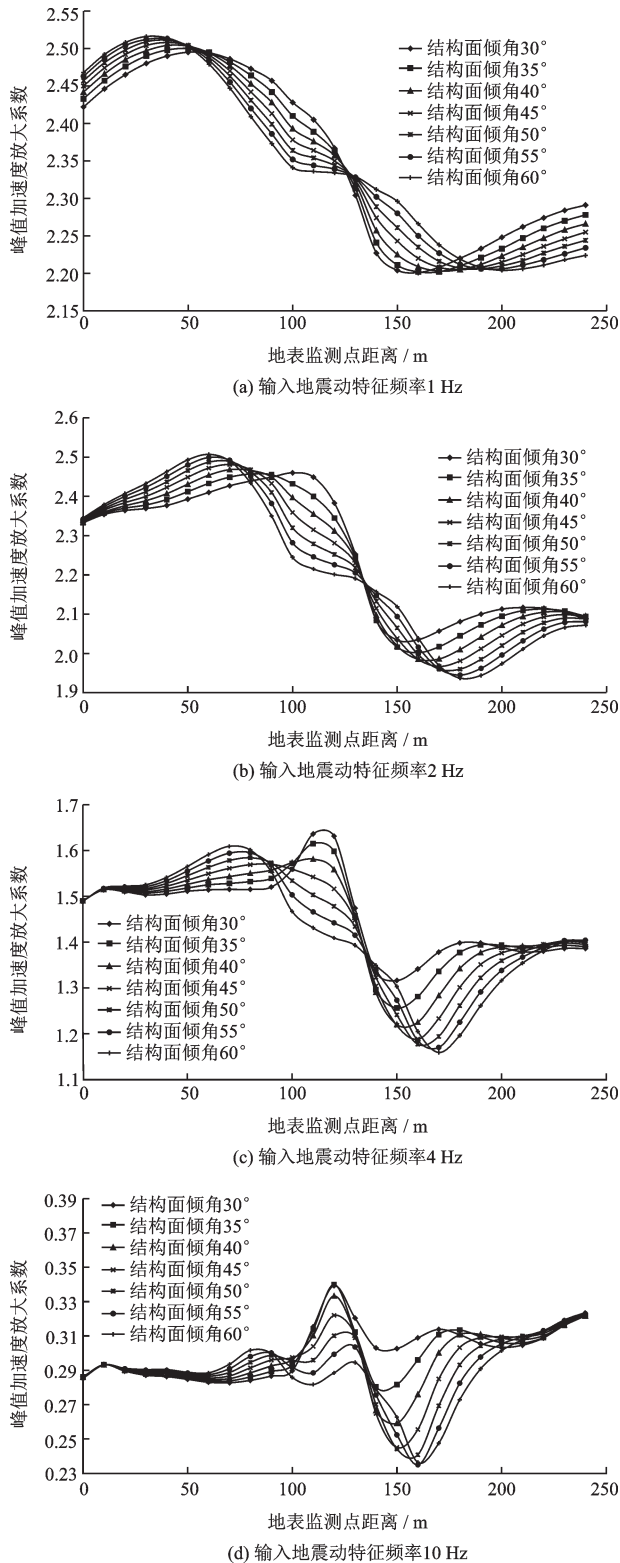 2.55
2.50
2.45
2.40
2.35
2.30
2.25
2.20
2.15
峰值加速度放大系数
结构面倾角30°
结构面倾角35°
结构面倾角40°
结构面倾角45°
结构面倾角50°
结构面倾角55°
结构面倾角60°
0 50 100 150 200 250
地表监测点距离 / m
(a) 输入地震动特征频率1 Hz
2.6
2.5
2.4
2.3
2.2
2.1
2.0
1.9
峰值加速度放大系数
结构面倾角30°
结构面倾角35°
结构面倾角40°
结构面倾角45°
结构面倾角50°
结构面倾角55°
结构面倾角60°
0 50 100 150 200 250
地表监测点距离 / m
(b) 输入地震动特征频率2 Hz
1.7
1.6
1.5
1.4
1.3
1.2
1.1
峰值加速度放大系数
结构面倾角30°
结构面倾角35°
结构面倾角40°
结构面倾角45°
结构面倾角50°
结构面倾角55°
结构面倾角60°
0 50 100 150 200 250
地表监测点距离 / m
(c) 输入地震动特征频率4 Hz
0.39
0.37
0.35
0.33
0.31
0.29
0.27
0.25
0.23
峰值加速度放大系数
结构面倾角30°
结构面倾角35°
结构面倾角40°
结构面倾角45°
结构面倾角50°
结构面倾角55°
结构面倾角60°
0 50 100 150 200 250
地表监测点距离 / m
(d) 输入地震动特征频率10 Hz